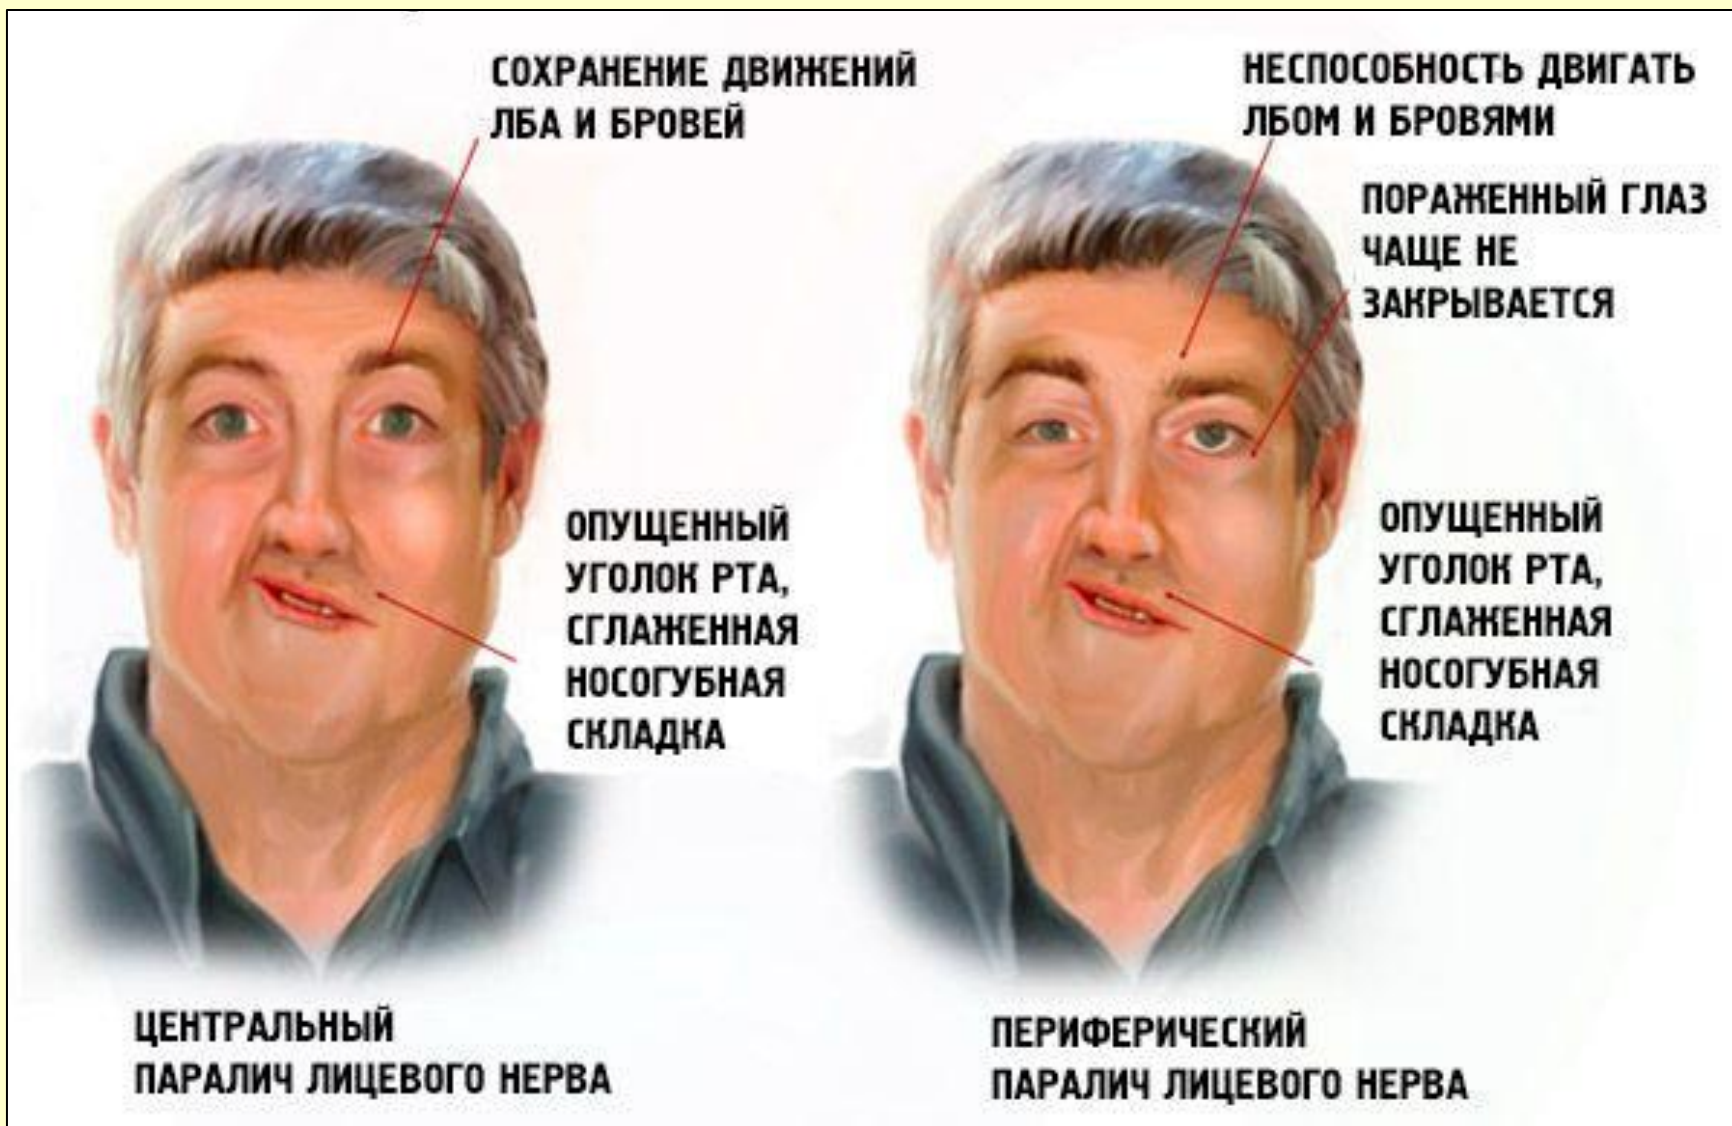 СОХРАНЕНИЕ ДВИЖЕНИЙ
ЛБА И БРОВЕЙ
ОПУЩЕННЫЙ
УГОЛОК РТА,
СГЛАЖЕННАЯ
НОСОГУБНАЯ
СКЛАДКА
ЦЕНТРАЛЬНЫЙ
ПАРАЛИЧ ЛИЦЕВОГО НЕРВА
НЕСПОСОБНОСТЬ ДВИГАТЬ
ЛБОМ И БРОВЯМИ
ПОРАЖЕННЫЙ ГЛАЗ
ЧАЩЕ НЕ
ЗАКРЫВАЕТСЯ
ОПУЩЕННЫЙ
УГОЛОК РТА,
СГЛАЖЕННАЯ
НОСОГУБНАЯ
СКЛАДКА
ПЕРИФЕРИЧЕСКИЙ
ПАРАЛИЧ ЛИЦЕВОГО НЕРВА